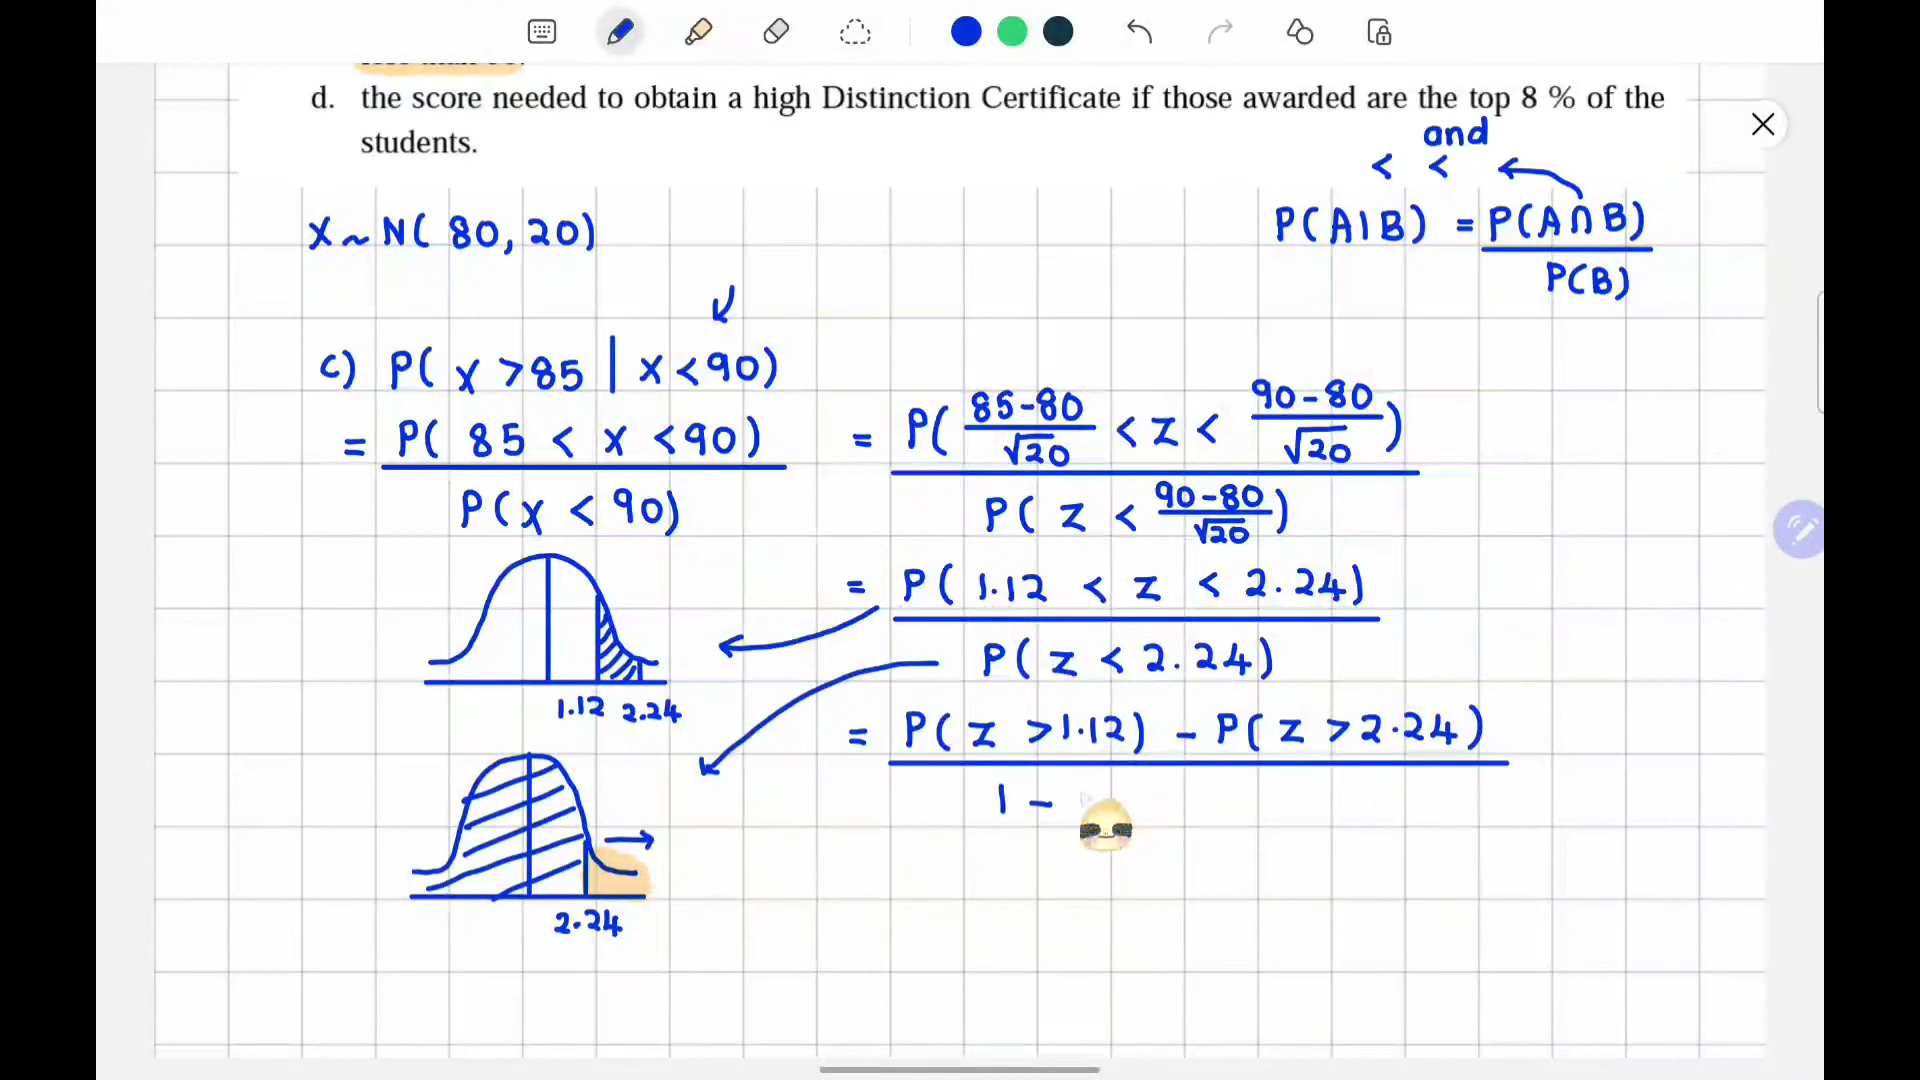 d. the score needed to obtain a high Distinction Certificate if those awarded are the top 8 % of the
students.
and
< <
X ~ N( 80, 20)
P(A|B) = P(A∩B)
P(B)
c) P( X > 85 | X < 90)
= P( 85 < X < 90)
P( X < 90)
= P( 85-80 / √20 < Z < 90-80 / √20 )
P( Z < 90-80 / √20 )
= P( 1.12 < Z < 2.24)
P( Z < 2.24)
1.12 2.24
= P( Z > 1.12) - P( Z > 2.24)
1 -
2.24